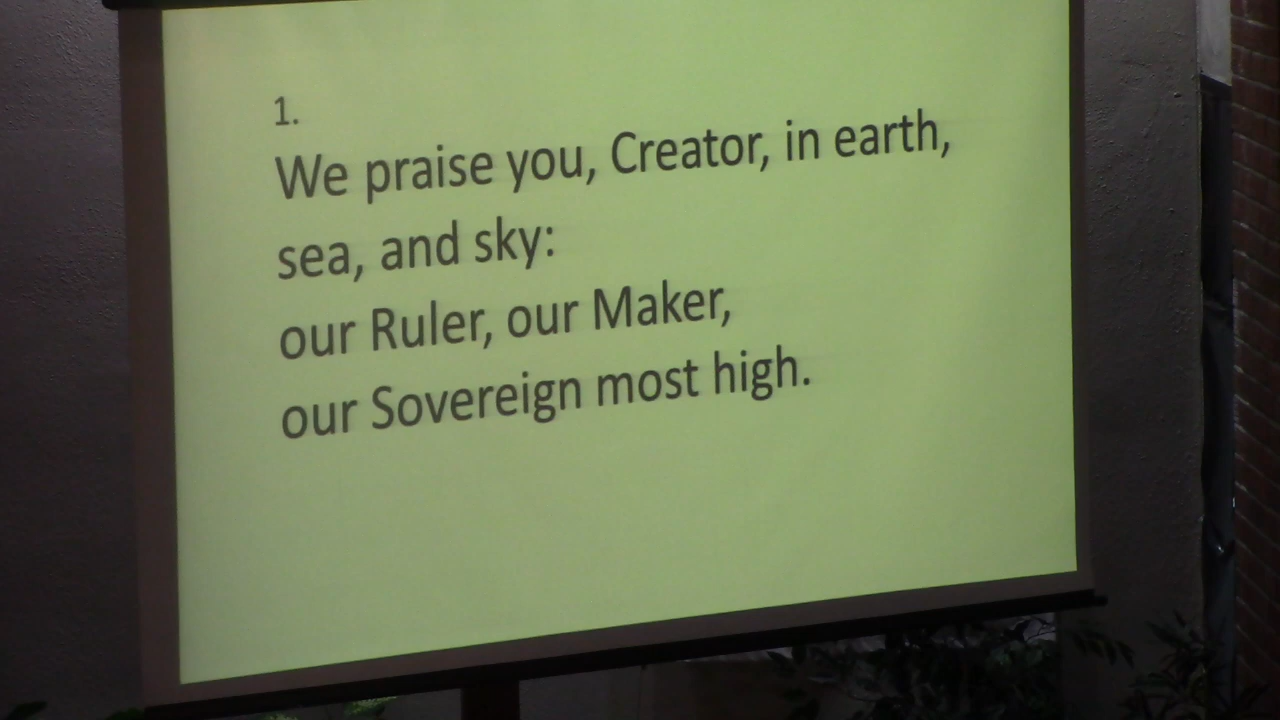 1.
We praise you, Creator, in earth,
sea, and sky:
our Ruler, our Maker,
our Sovereign most high.